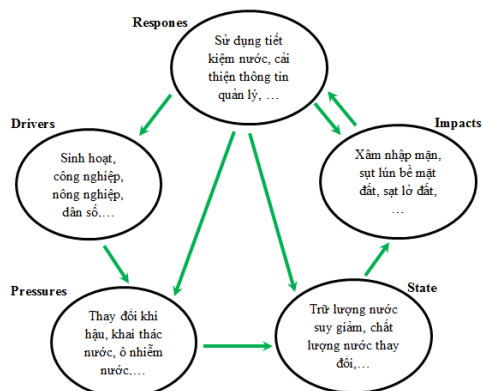 Respones
Sử dụng tiết
kiệm nước, cải
thiện thông tin
quản lý, …
Drivers
Sinh hoạt,
công nghiệp,
nông nghiệp,
dân số.…
Impacts
Xâm nhập mặn,
sụt lún bề mặt
đất, sạt lở đất,
…
Pressures
Thay đổi khí
hậu, khai thác
nước, ô nhiễm
nước.…
State
Trữ lượng nước
suy giảm, chất
lượng nước thay
đổi,…